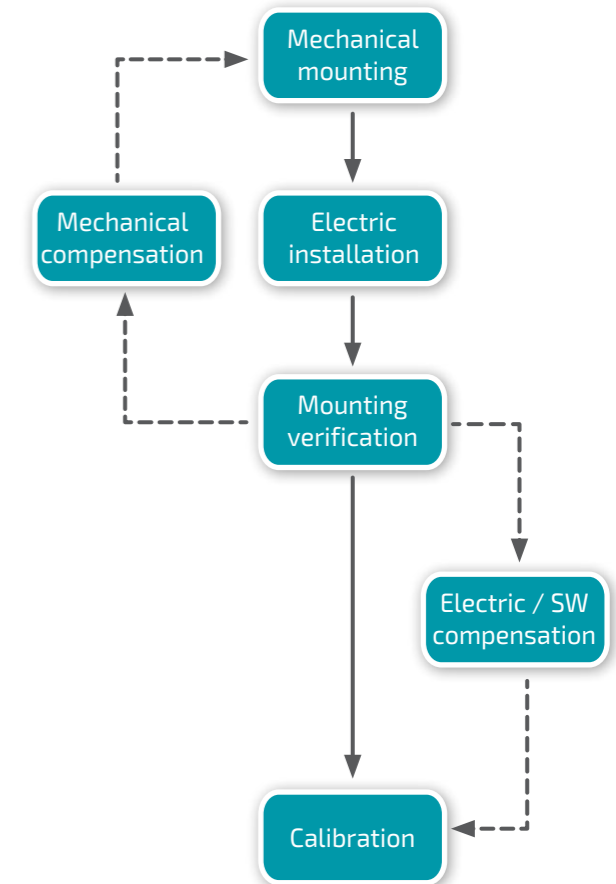 Mechanical
mounting
Mechanical
compensation
Electric
installation
Mounting
verification
Electric / SW
compensation
Calibration